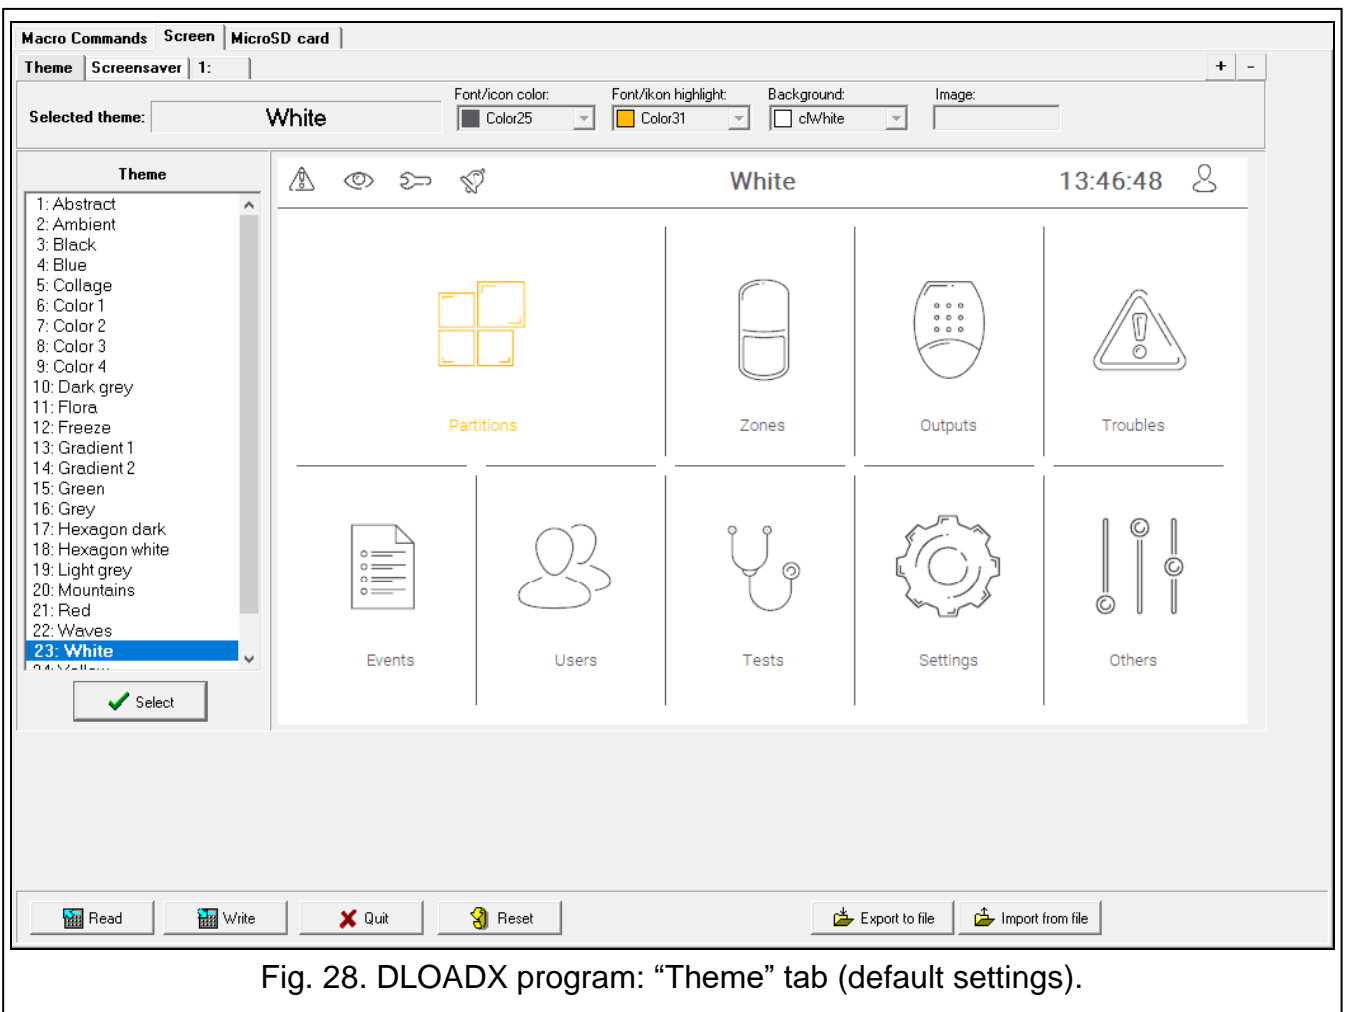 Macro Commands Screen MicroSD card
Theme Screensaver 1: + -
Font/icon color: Font/ikon highlight: Background: Image:
Selected theme: White Color25 Color31 clWhite
Theme
1: Abstract
2: Ambient
3: Black
4: Blue
5: Collage
6: Color 1
7: Color 2
8: Color 3
9: Color 4
10: Dark grey
11: Flora
12: Freeze
13: Gradient 1
14: Gradient 2
15: Green
16: Grey
17: Hexagon dark
18: Hexagon white
19: Light grey
20: Mountains
21: Red
22: Waves
23: White
24: Yellow
Select
White 13:46:48
Partitions Zones Outputs Troubles
Events Users Tests Settings Others
Read Write Quit Reset Export to file Import from file
Fig. 28. DLOADX program: “Theme” tab (default settings).